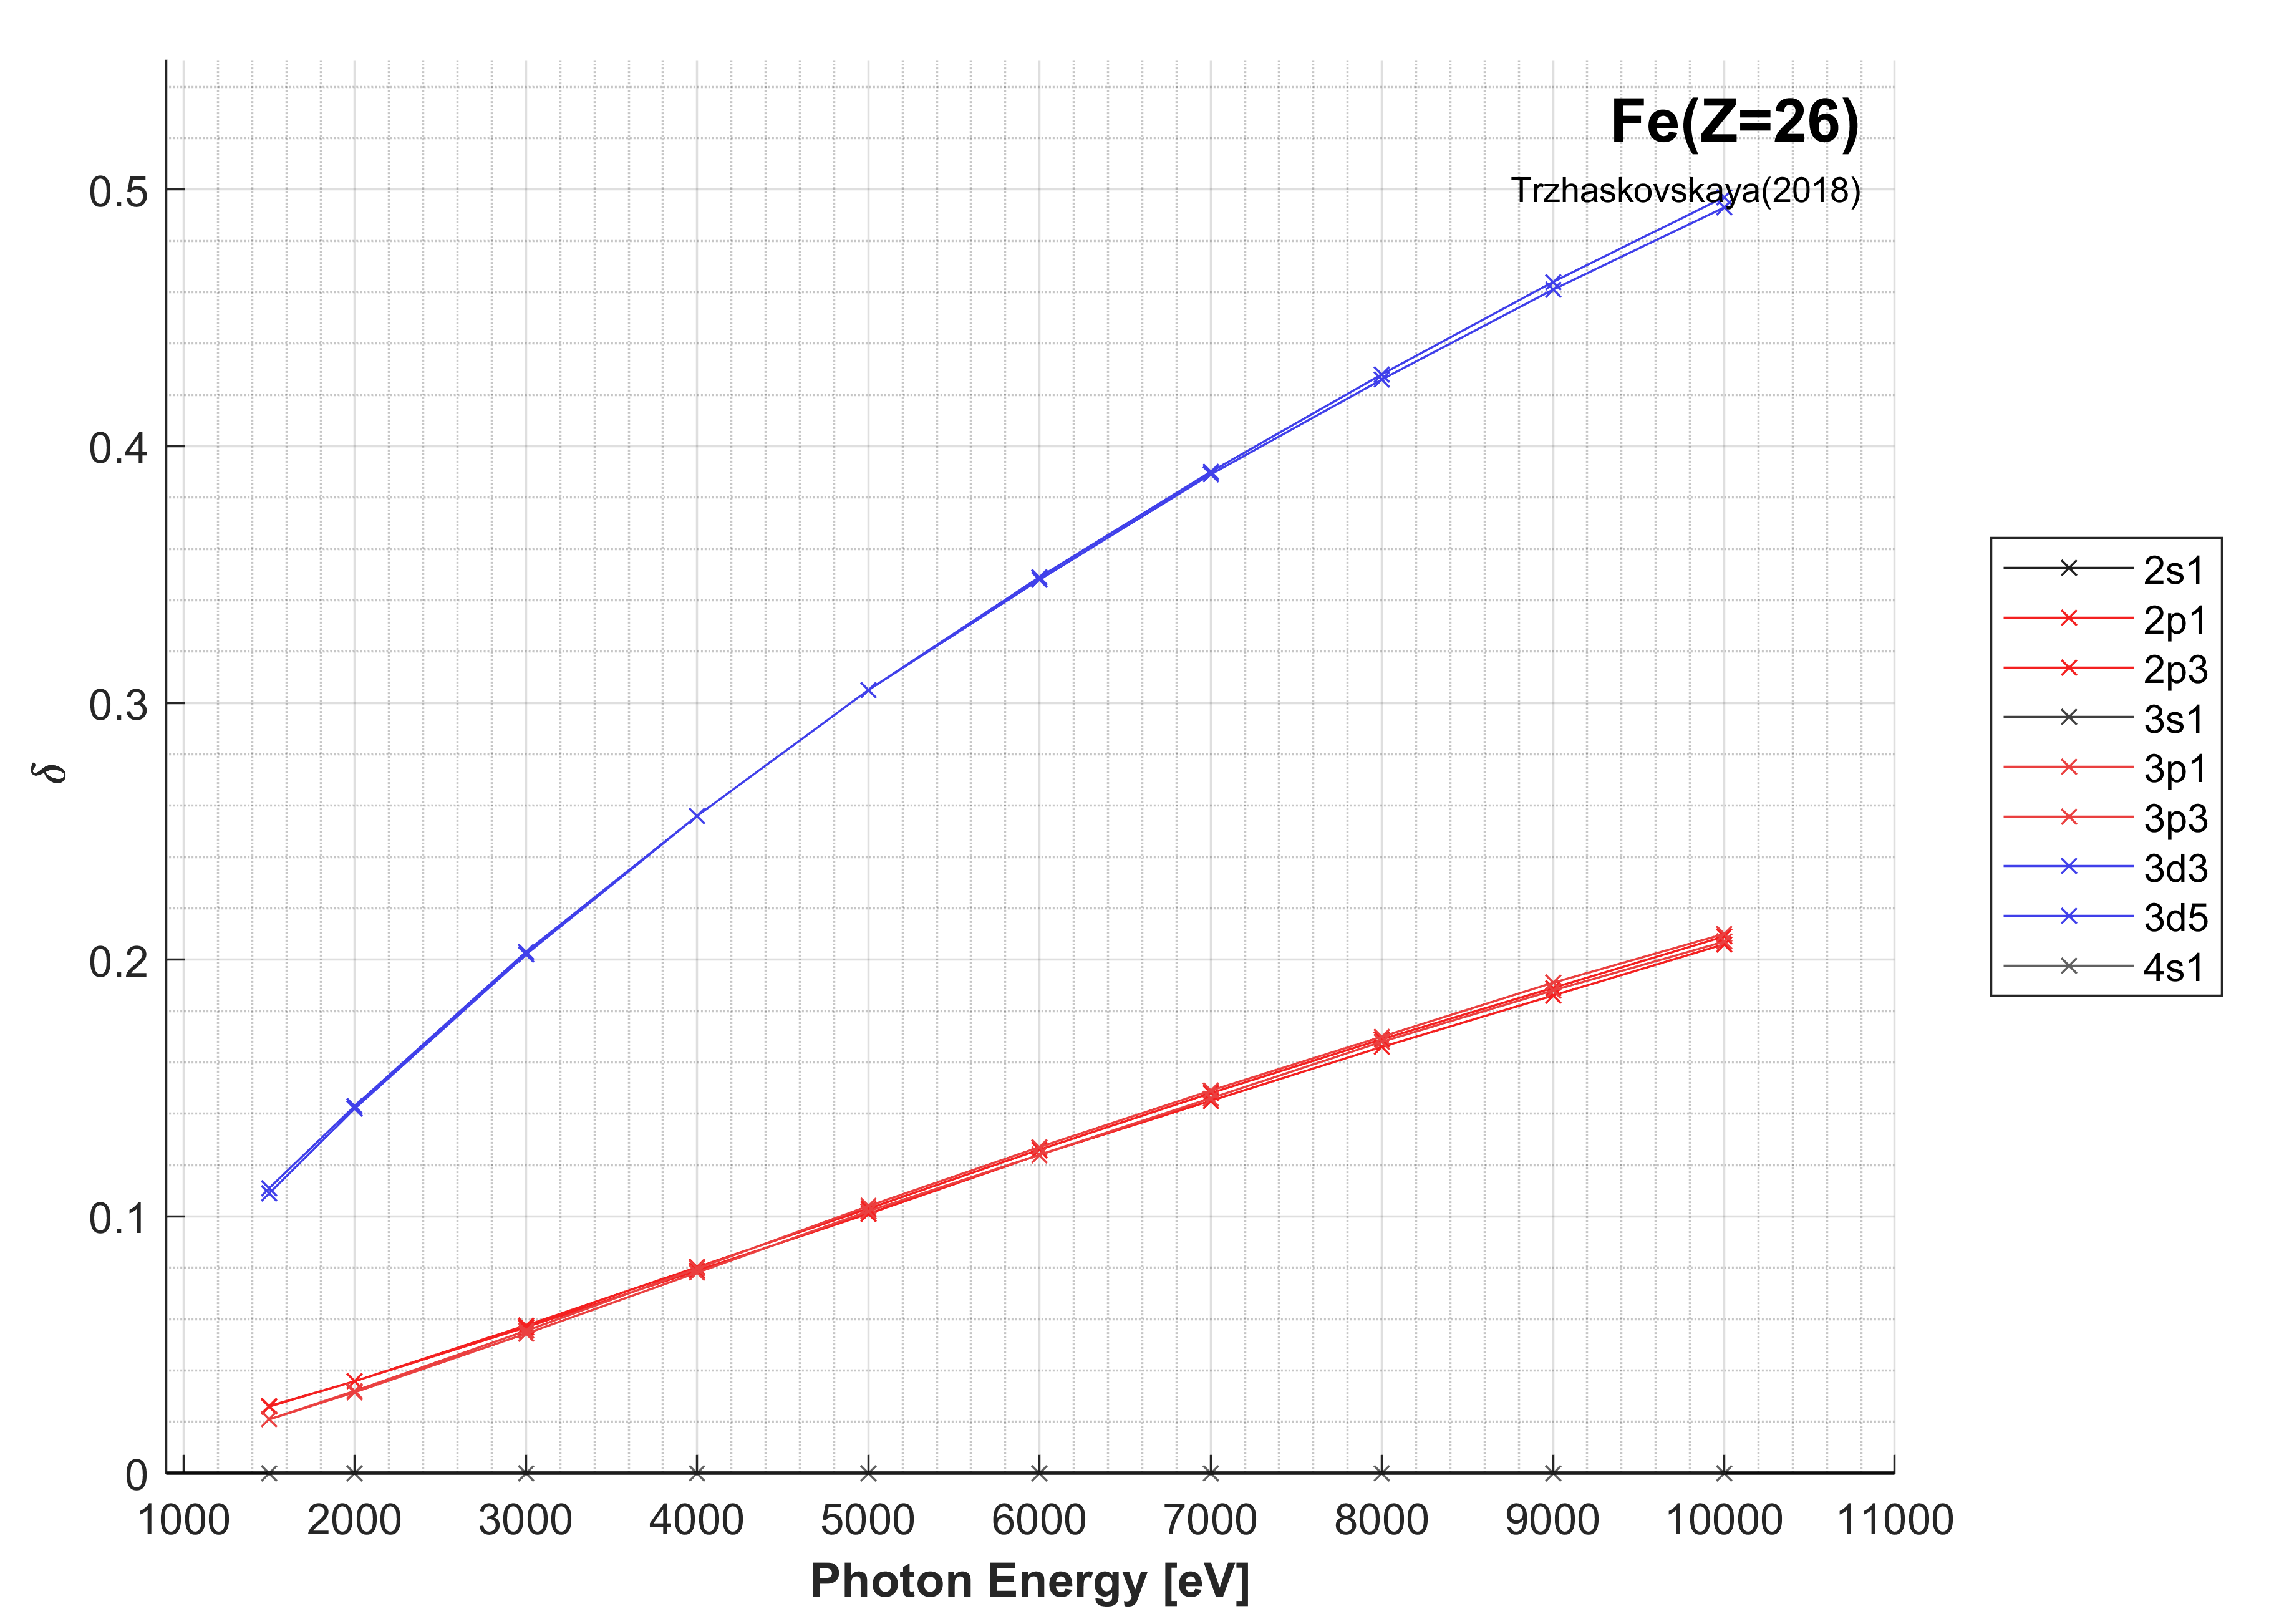 Fe(Z=26)
Trzhaskovskaya(2018)
0.5
0.4
0.3
0.2
0.1
0
δ
1000 2000 3000 4000 5000 6000 7000 8000 9000 10000 11000
Photon Energy [eV]
2s1
2p1
2p3
3s1
3p1
3p3
3d3
3d5
4s1